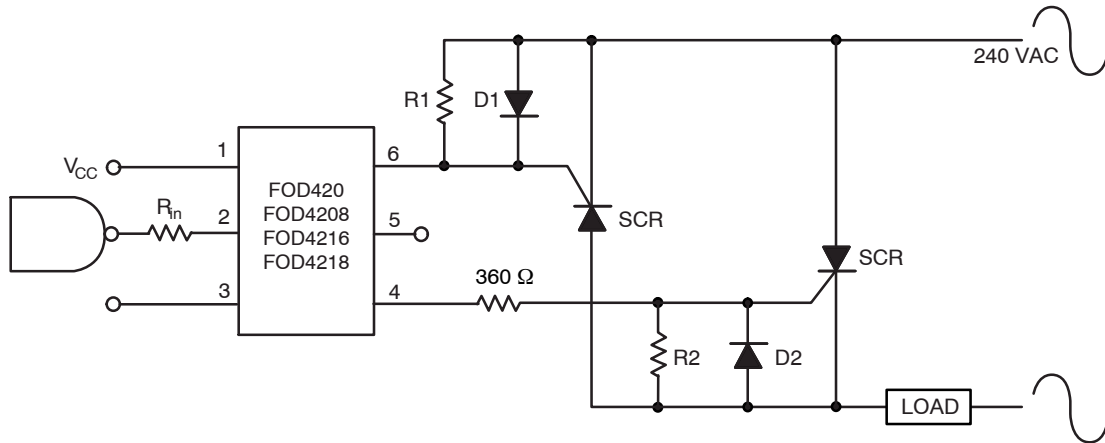 240 VAC
R1
D1
1
6
V_CC
FOD420
FOD4208
FOD4216
FOD4218
R_in
2
5
SCR
SCR
3
4
360 Ω
R2
D2
LOAD